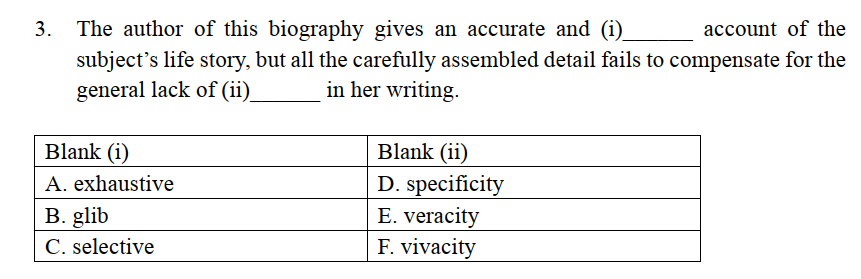 3. The author of this biography gives an accurate and (i)______ account of the
subject’s life story, but all the carefully assembled detail fails to compensate for the
general lack of (ii)______ in her writing.
Blank (i) Blank (ii)
A. exhaustive D. specificity
B. glib E. veracity
C. selective F. vivacity